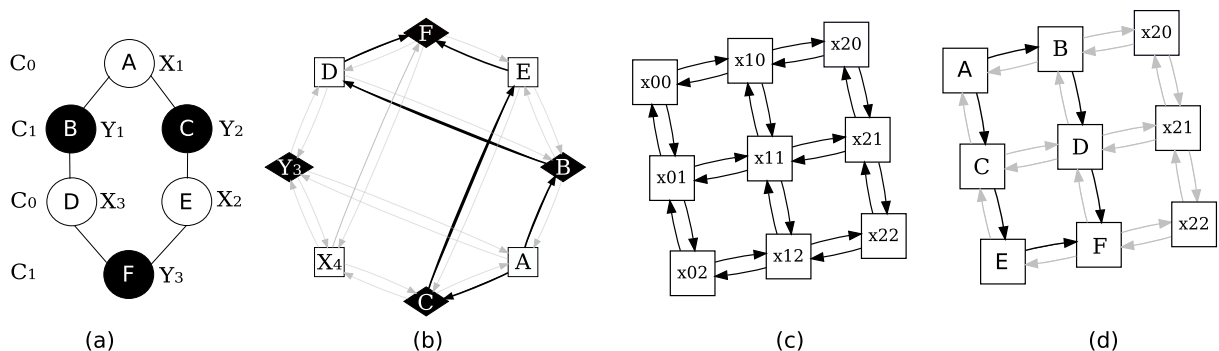 C0 A X1
C1 B Y1 C Y2
C0 D X3 E X2
C1 F Y3
(a)
F
D E
Y3 B
X4 A
C
(b)
x00 x10 x20
x01 x11 x21
x02 x12 x22
(c)
A B x20
C D x21
E F x22
(d)